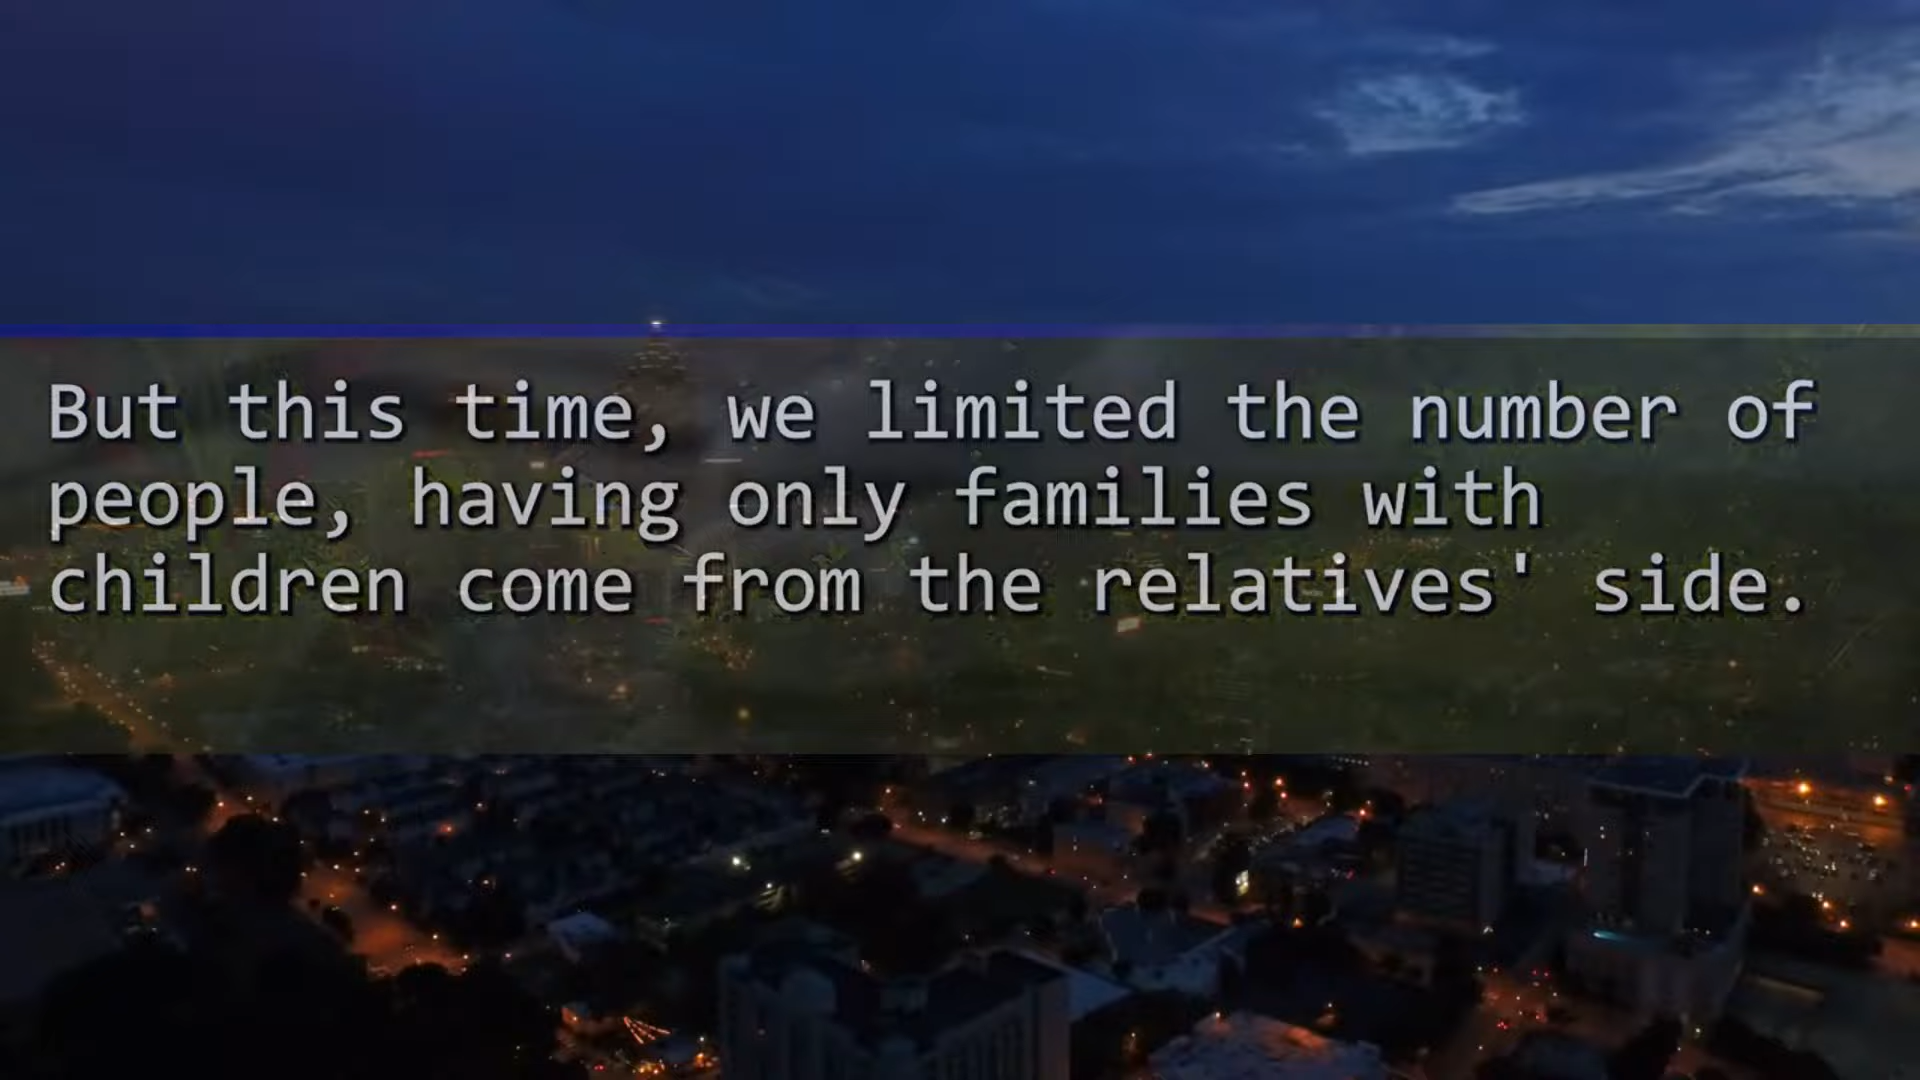 But this time, we limited the number of
people, having only families with
children come from the relatives' side.